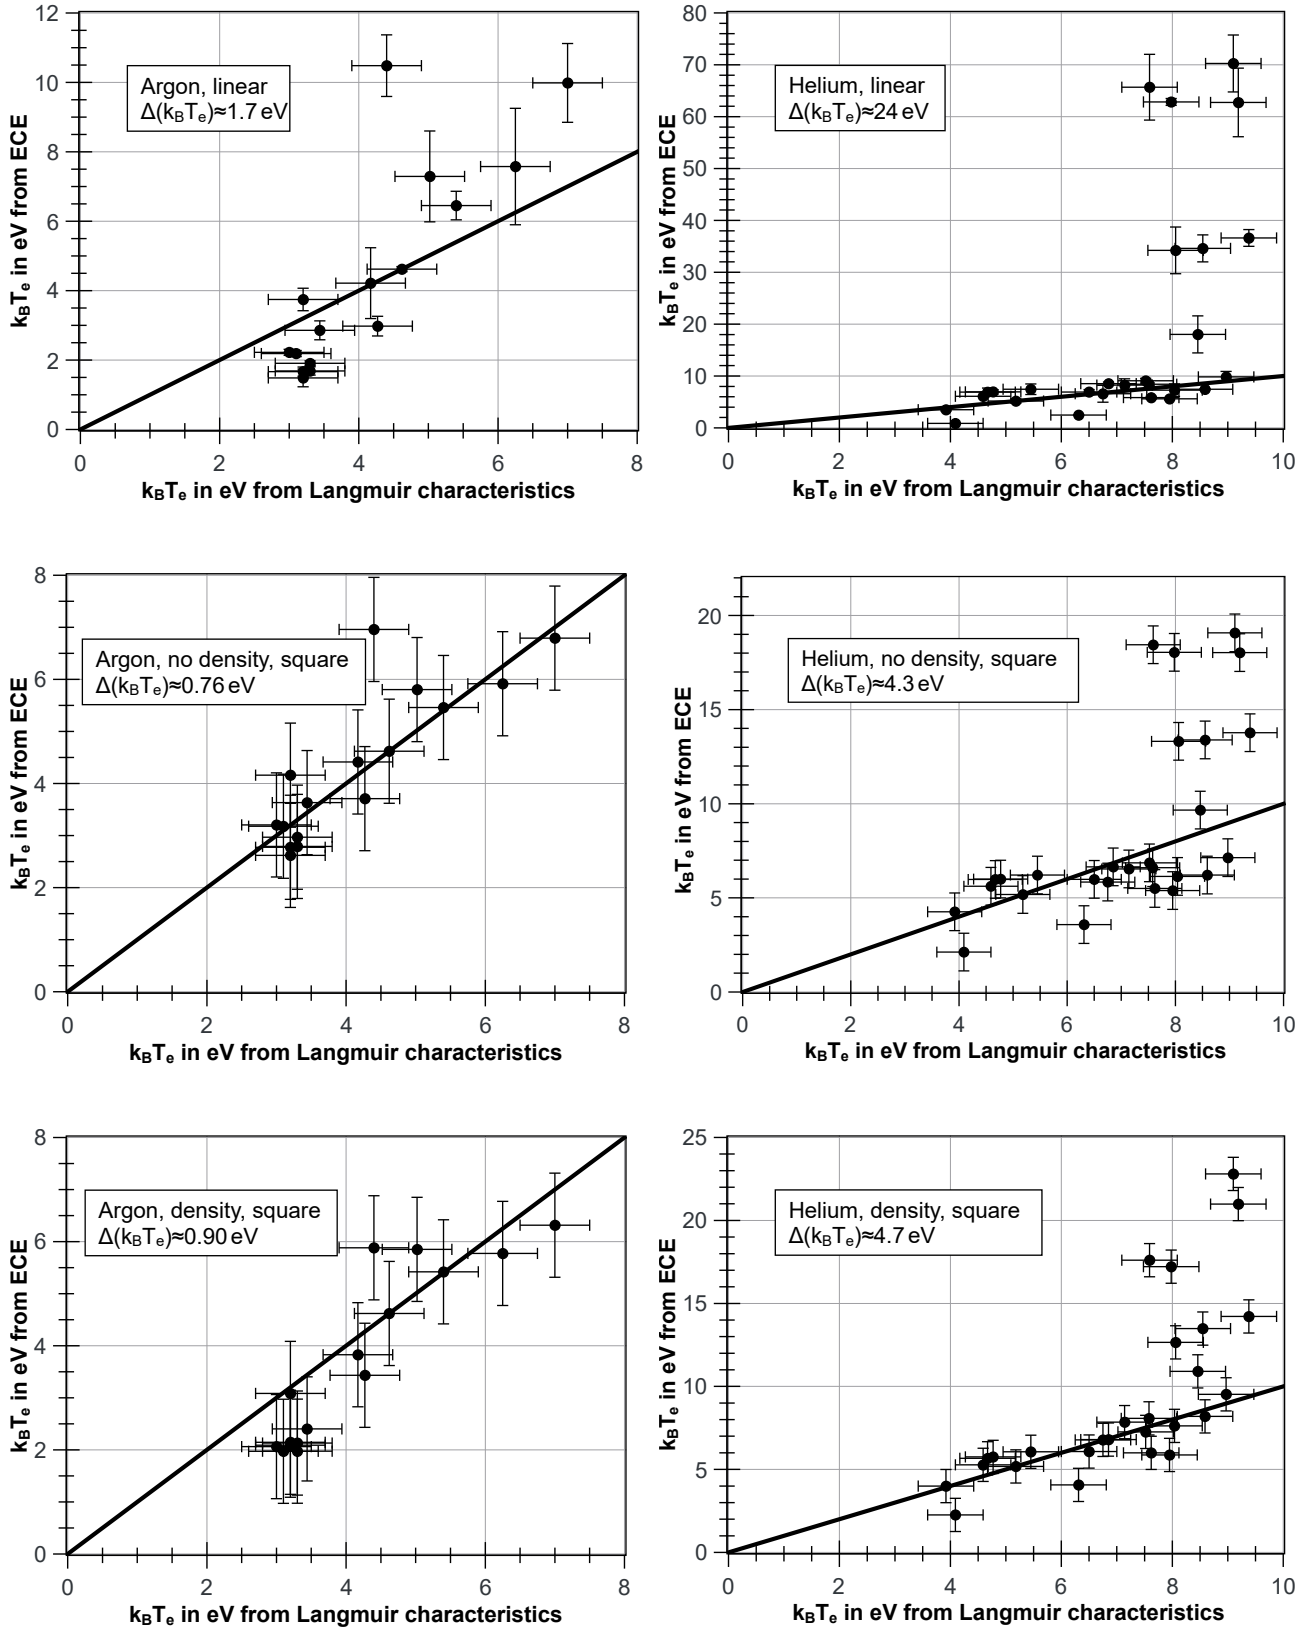 12
10
8
6
4
2
0
k_BT_e in eV from ECE
Argon, linear
Δ(k_BT_e)≈1.7 eV
0 2 4 6 8
k_BT_e in eV from Langmuir characteristics
80
70
60
50
40
30
20
10
0
k_BT_e in eV from ECE
Helium, linear
Δ(k_BT_e)≈24 eV
0 2 4 6 8 10
k_BT_e in eV from Langmuir characteristics
8
6
4
2
0
k_BT_e in eV from ECE
Argon, no density, square
Δ(k_BT_e)≈0.76 eV
0 2 4 6 8
k_BT_e in eV from Langmuir characteristics
20
15
10
5
0
k_BT_e in eV from ECE
Helium, no density, square
Δ(k_BT_e)≈4.3 eV
0 2 4 6 8 10
k_BT_e in eV from Langmuir characteristics
8
6
4
2
0
k_BT_e in eV from ECE
Argon, density, square
Δ(k_BT_e)≈0.90 eV
0 2 4 6 8
k_BT_e in eV from Langmuir characteristics
25
20
15
10
5
0
k_BT_e in eV from ECE
Helium, density, square
Δ(k_BT_e)≈4.7 eV
0 2 4 6 8 10
k_BT_e in eV from Langmuir characteristics